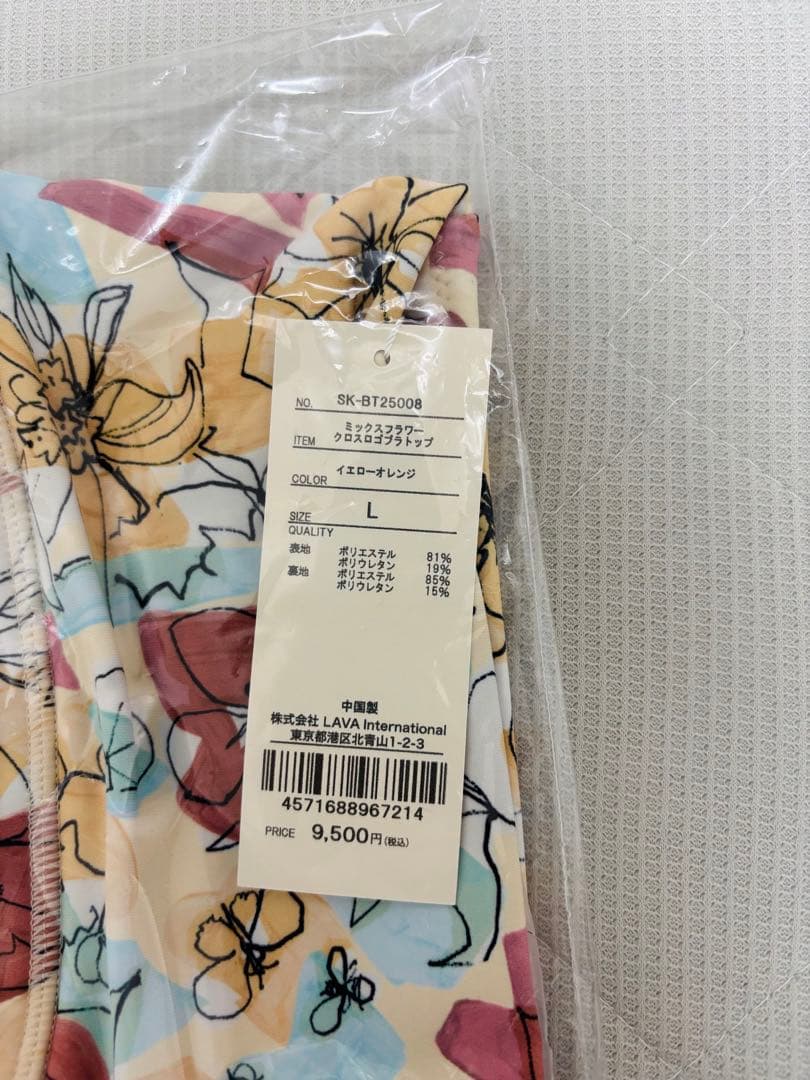 NO. SK-BT25008
ミックスフラワー
ITEM クロスロゴブラトップ
COLOR イエローオレンジ
SIZE L
QUALITY
表地 ポリエステル 81%
ポリウレタン 19%
裏地 ポリエステル 85%
ポリウレタン 15%
中国製
株式会社 LAVA International
東京都港区北青山1-2-3
4571688967214
PRICE 9,500円(税込)